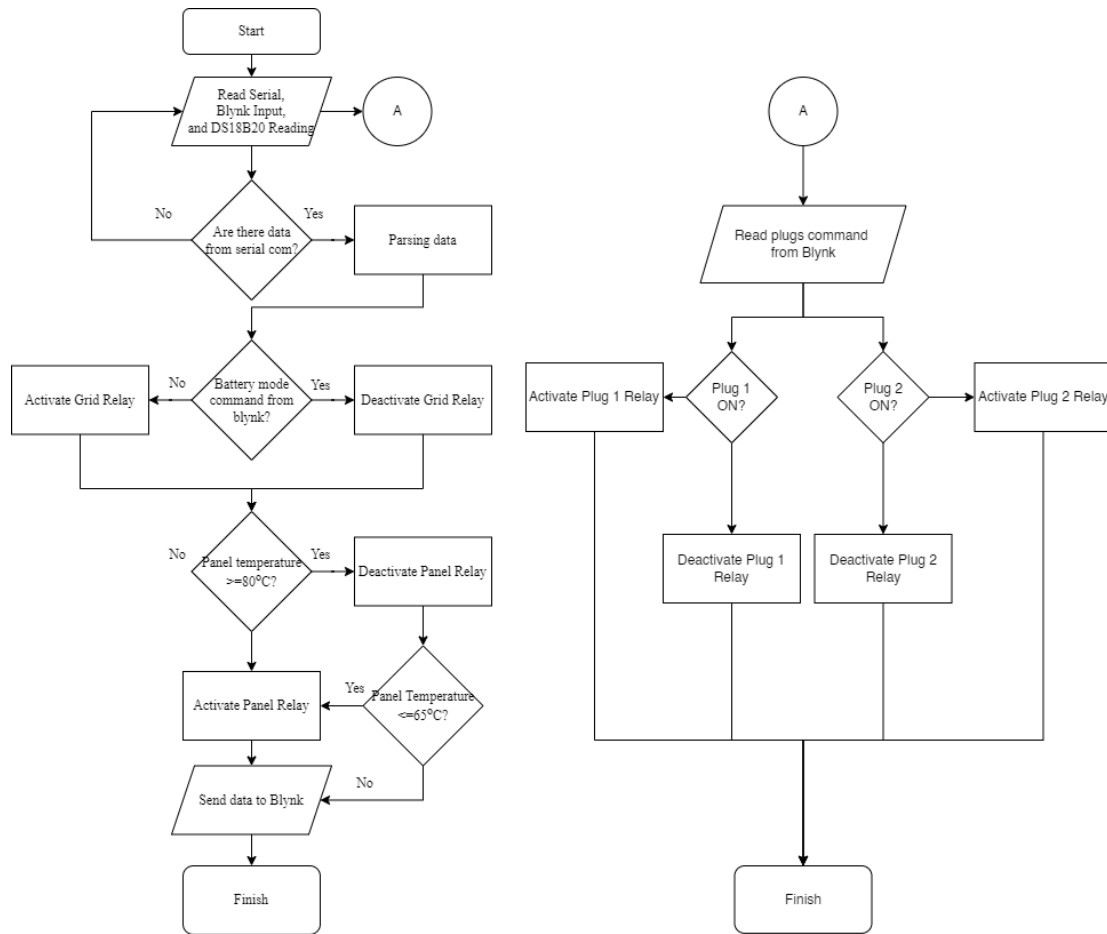 Start
Read Serial,
Blynk Input,
and DS18B20 Reading
A
No
Yes
Are there data
from serial com?
Parsing data
Activate Grid Relay
No
Battery mode
command from
blynk?
Yes
Deactivate Grid Relay
No
Panel temperature
>=80°C?
Yes
Deactivate Panel Relay
Activate Panel Relay
Yes
Panel Temperature
<=65°C?
No
Send data to Blynk
Finish
A
Read plugs command
from Blynk
Activate Plug 1 Relay
Plug 1
ON?
Plug 2
ON?
Activate Plug 2 Relay
Deactivate Plug 1
Relay
Deactivate Plug 2
Relay
Finish